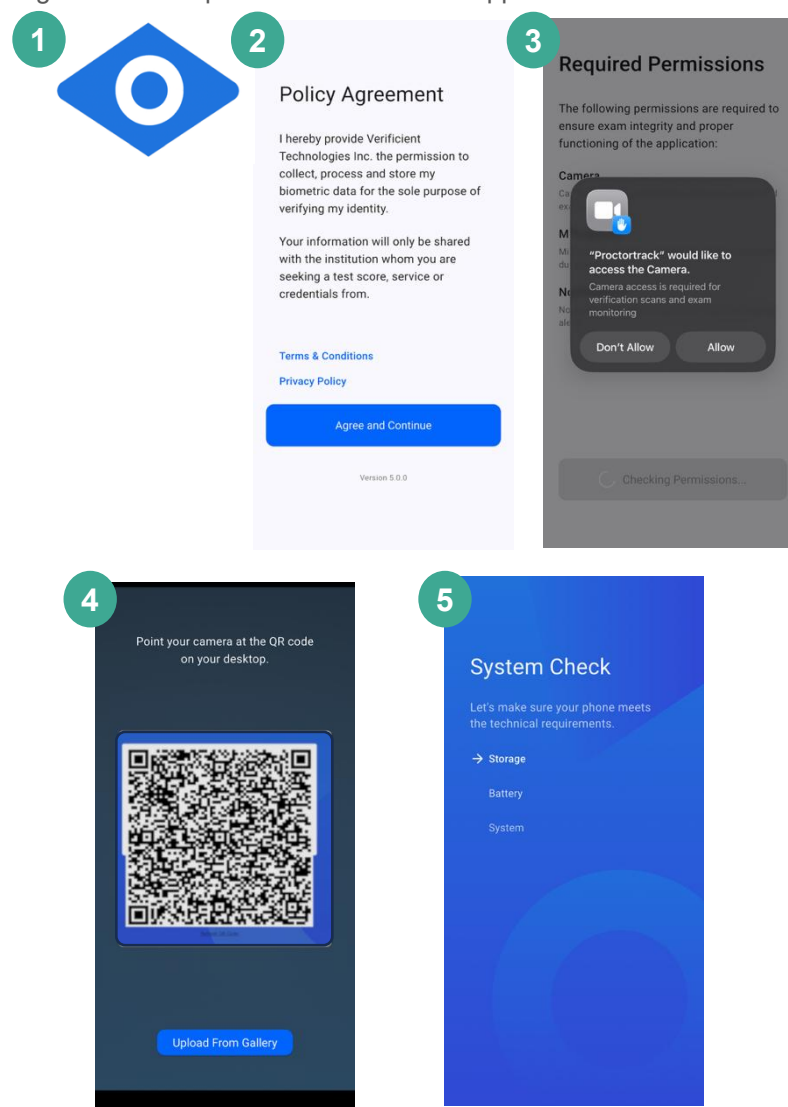 1
2
Policy Agreement
I hereby provide Verificient
Technologies Inc. the permission to
collect, process and store my
biometric data for the sole purpose of
verifying my identity.
Your information will only be shared
with the institution whom you are
seeking a test score, service or
credentials from.
Terms & Conditions
Privacy Policy
Agree and Continue
Version 5.0.0
3
Required Permissions
The following permissions are required to
ensure exam integrity and proper
functioning of the application:
Camera
"Proctortrack" would like to
access the Camera.
Camera access is required for
verification scans and exam
monitoring
Don't Allow
Allow
Checking Permissions...
4
Point your camera at the QR code
on your desktop.
Upload From Gallery
5
System Check
Let's make sure your phone meets
the technical requirements.
→ Storage
Battery
System